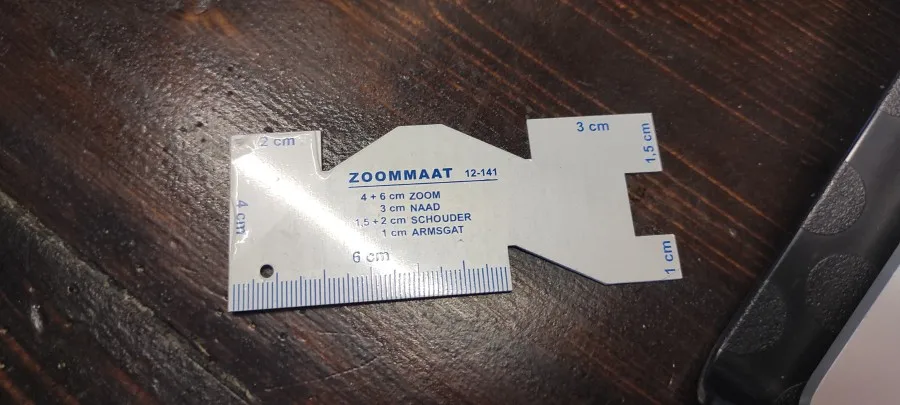 2 cm
3 cm
1,5 cm
ZOOMMAAT 12-141
4 + 6 cm ZOOM
3 cm NAAD
1,5 + 2 cm SCHOUDER
1 cm ARMSGAT
4 cm
6 cm
1 cm